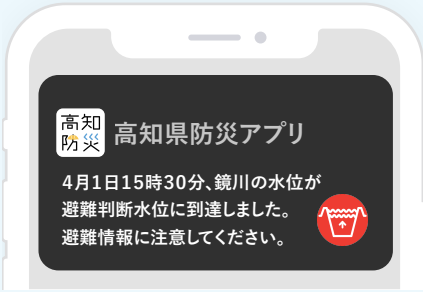 高知
防災
高知県防災アプリ
4月1日15時30分、鏡川の水位が
避難判断水位に到達しました。
避難情報に注意してください。